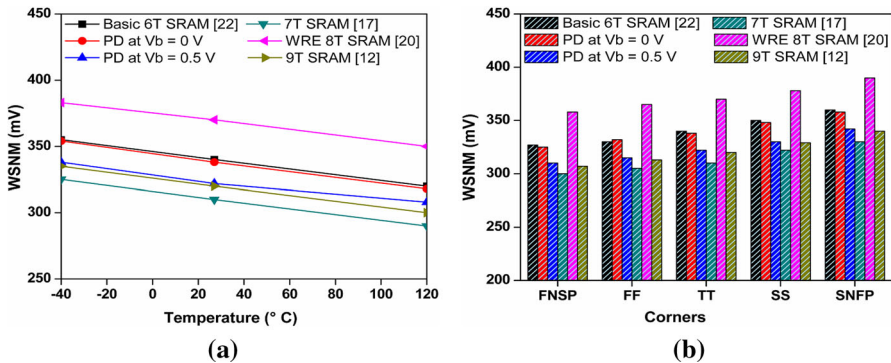 Basic 6T SRAM [22]
PD at Vb = 0 V
PD at Vb = 0.5 V
7T SRAM [17]
WRE 8T SRAM [20]
9T SRAM [12]
450
400
350
300
250
WSNM (mV)
-40
-20
0
20
40
60
80
100
120
Temperature (° C)
(a)
Basic 6T SRAM [22]
PD at Vb = 0 V
PD at Vb = 0.5 V
7T SRAM [17]
WRE 8T SRAM [20]
9T SRAM [12]
450
400
350
300
250
200
WSNM (mV)
FNSP
FF
TT
SS
SNFP
Corners
(b)